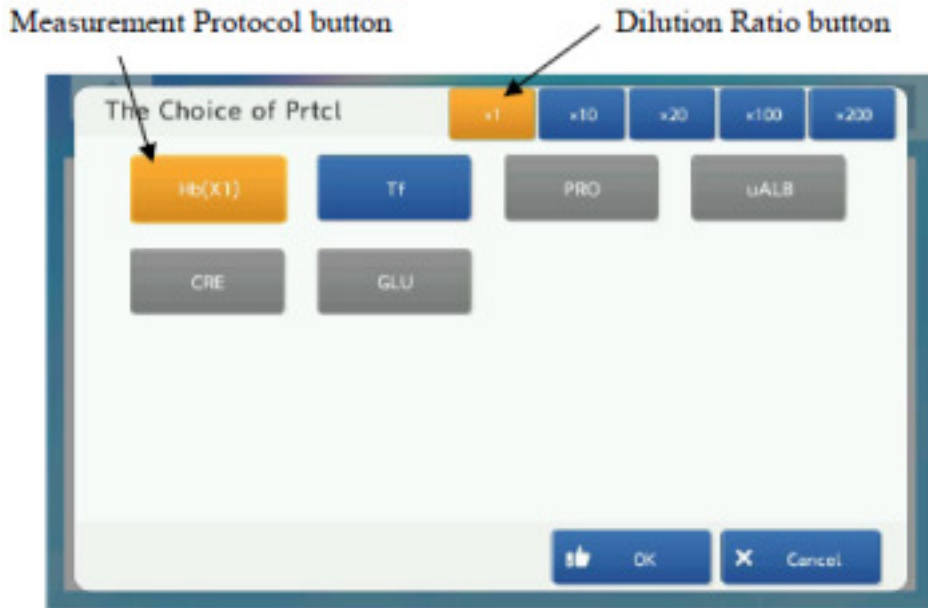 Measurement Protocol button Dilution Ratio button
The Choice of Prtcl x1 x10 x20 x100 x200
Hb(X1) Tf PRO uALB
CRE GLU
OK Cancel